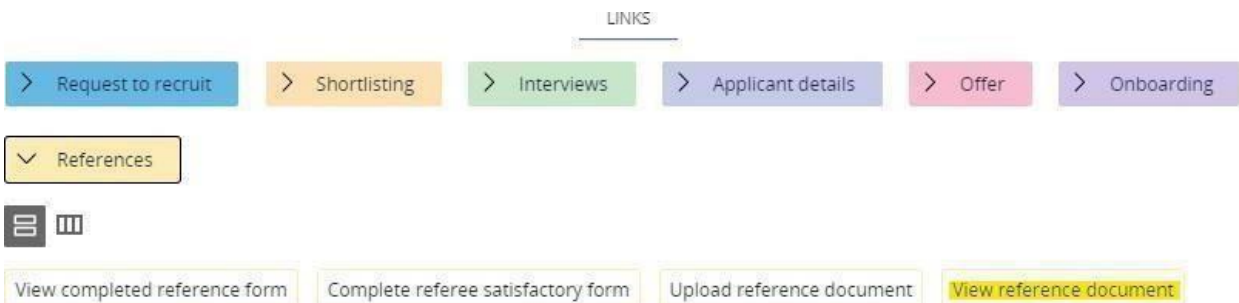 LINKS
Request to recruit Shortlisting Interviews Applicant details Offer Onboarding
References
View completed reference form Complete referee satisfactory form Upload reference document View reference document